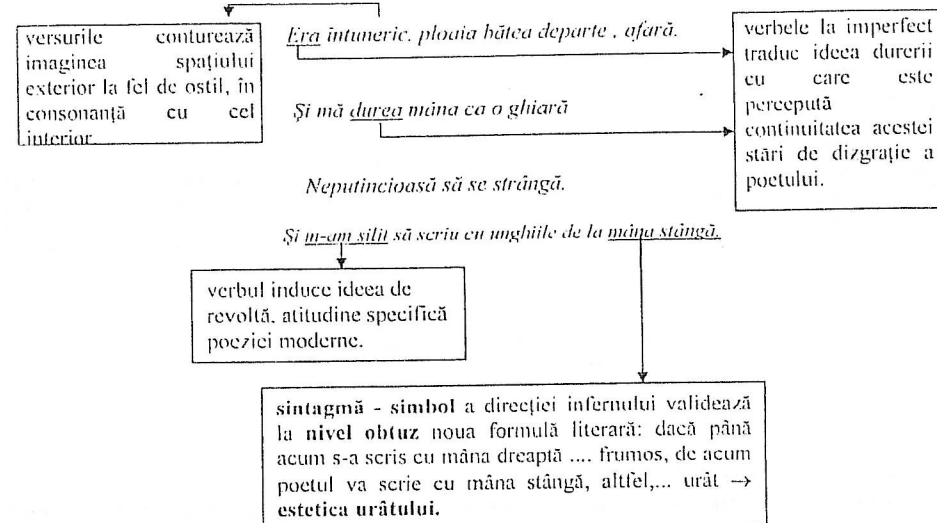 versurile conturează
imaginea spațiului
exterior la fel de ostil, în
consonanță cu cel
interior.
Era întuneric, ploaia bătea departe , afară.
Și mă durea mâna ca o ghiară
Neputincioasă să se strângă.
Și m-am silit să scriu cu unghiile de la mâna stângă.
verbele la imperfect
traduc ideea durerii
cu care este
percepută
continuitatea acestei
stări de dizgrație a
poetului.
verbul induce ideea de
revoltă, atitudine specifică
poeziei moderne.
sintagmă - simbol a direcției infernului validează
la nivel obtuz noua formulă literară: dacă până
acum s-a scris cu mâna dreaptă .... frumos, de acum
poetul va scrie cu mâna stângă, altfel,... urât →
estetica urâtului.